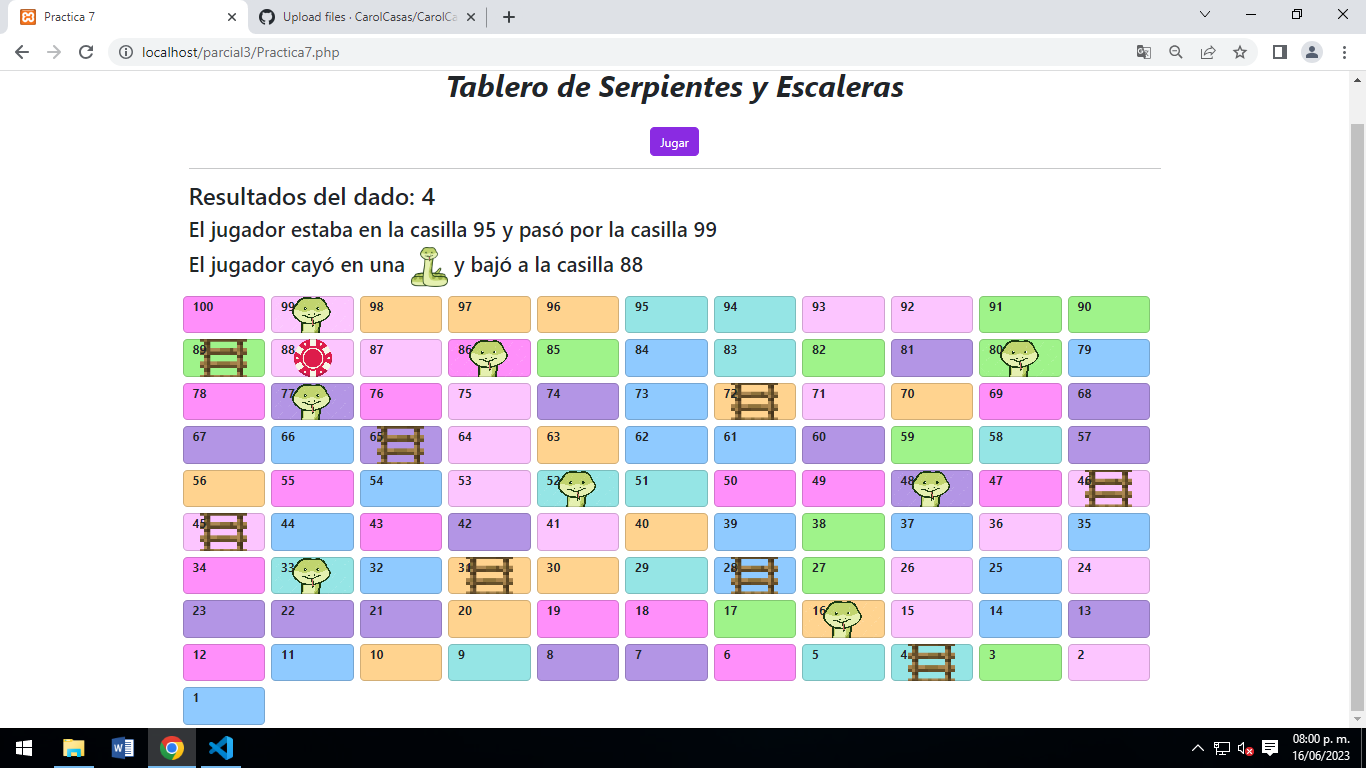 Practica 7
Upload files · CarolCasas/CarolCa
localhost/parcial3/Practica7.php
Tablero de Serpientes y Escaleras
Jugar
Resultados del dado: 4
El jugador estaba en la casilla 95 y pasó por la casilla 99
El jugador cayó en una y bajó a la casilla 88
100 99 98 97 96 95 94 93 92 91 90
89 88 87 86 85 84 83 82 81 80 79
78 77 76 75 74 73 72 71 70 69 68
67 66 65 64 63 62 61 60 59 58 57
56 55 54 53 52 51 50 49 48 47 46
45 44 43 42 41 40 39 38 37 36 35
34 33 32 31 30 29 28 27 26 25 24
23 22 21 20 19 18 17 16 15 14 13
12 11 10 9 8 7 6 5 4 3 2
1
08:00 p. m.
16/06/2023